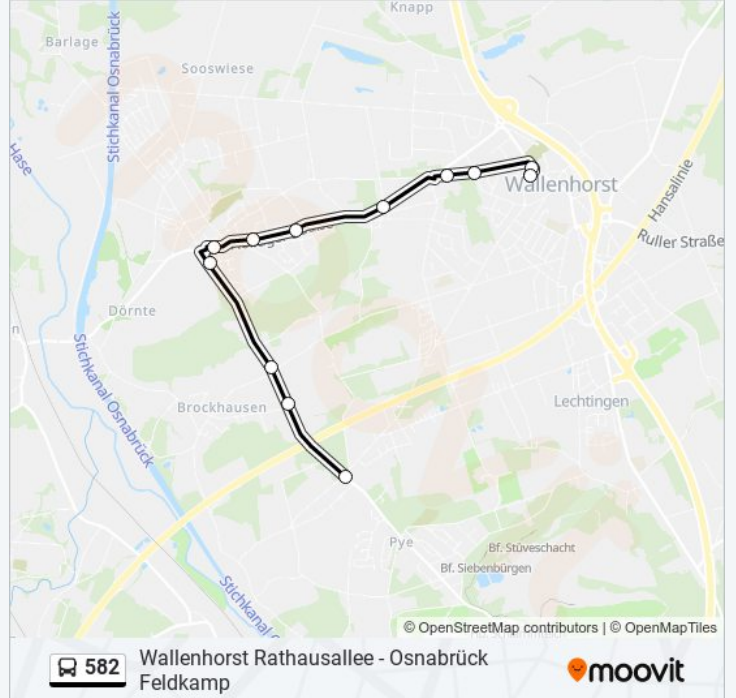 Knapp
Barlage
Stichkanal Osnabrück
Sooswiese
Hase
Wallenhorst
Hansalinie
Ruller Straße
Dörnte
n
Stichkanal Osnabrück
Brockhausen
Lechtingen
Pye
Bf. Stüveschacht
Bf. Siebenbürgen
Stichkanal O
© OpenStreetMap contributors | © OpenMapTiles
582
Wallenhorst Rathausallee - Osnabrück
Feldkamp
moovit